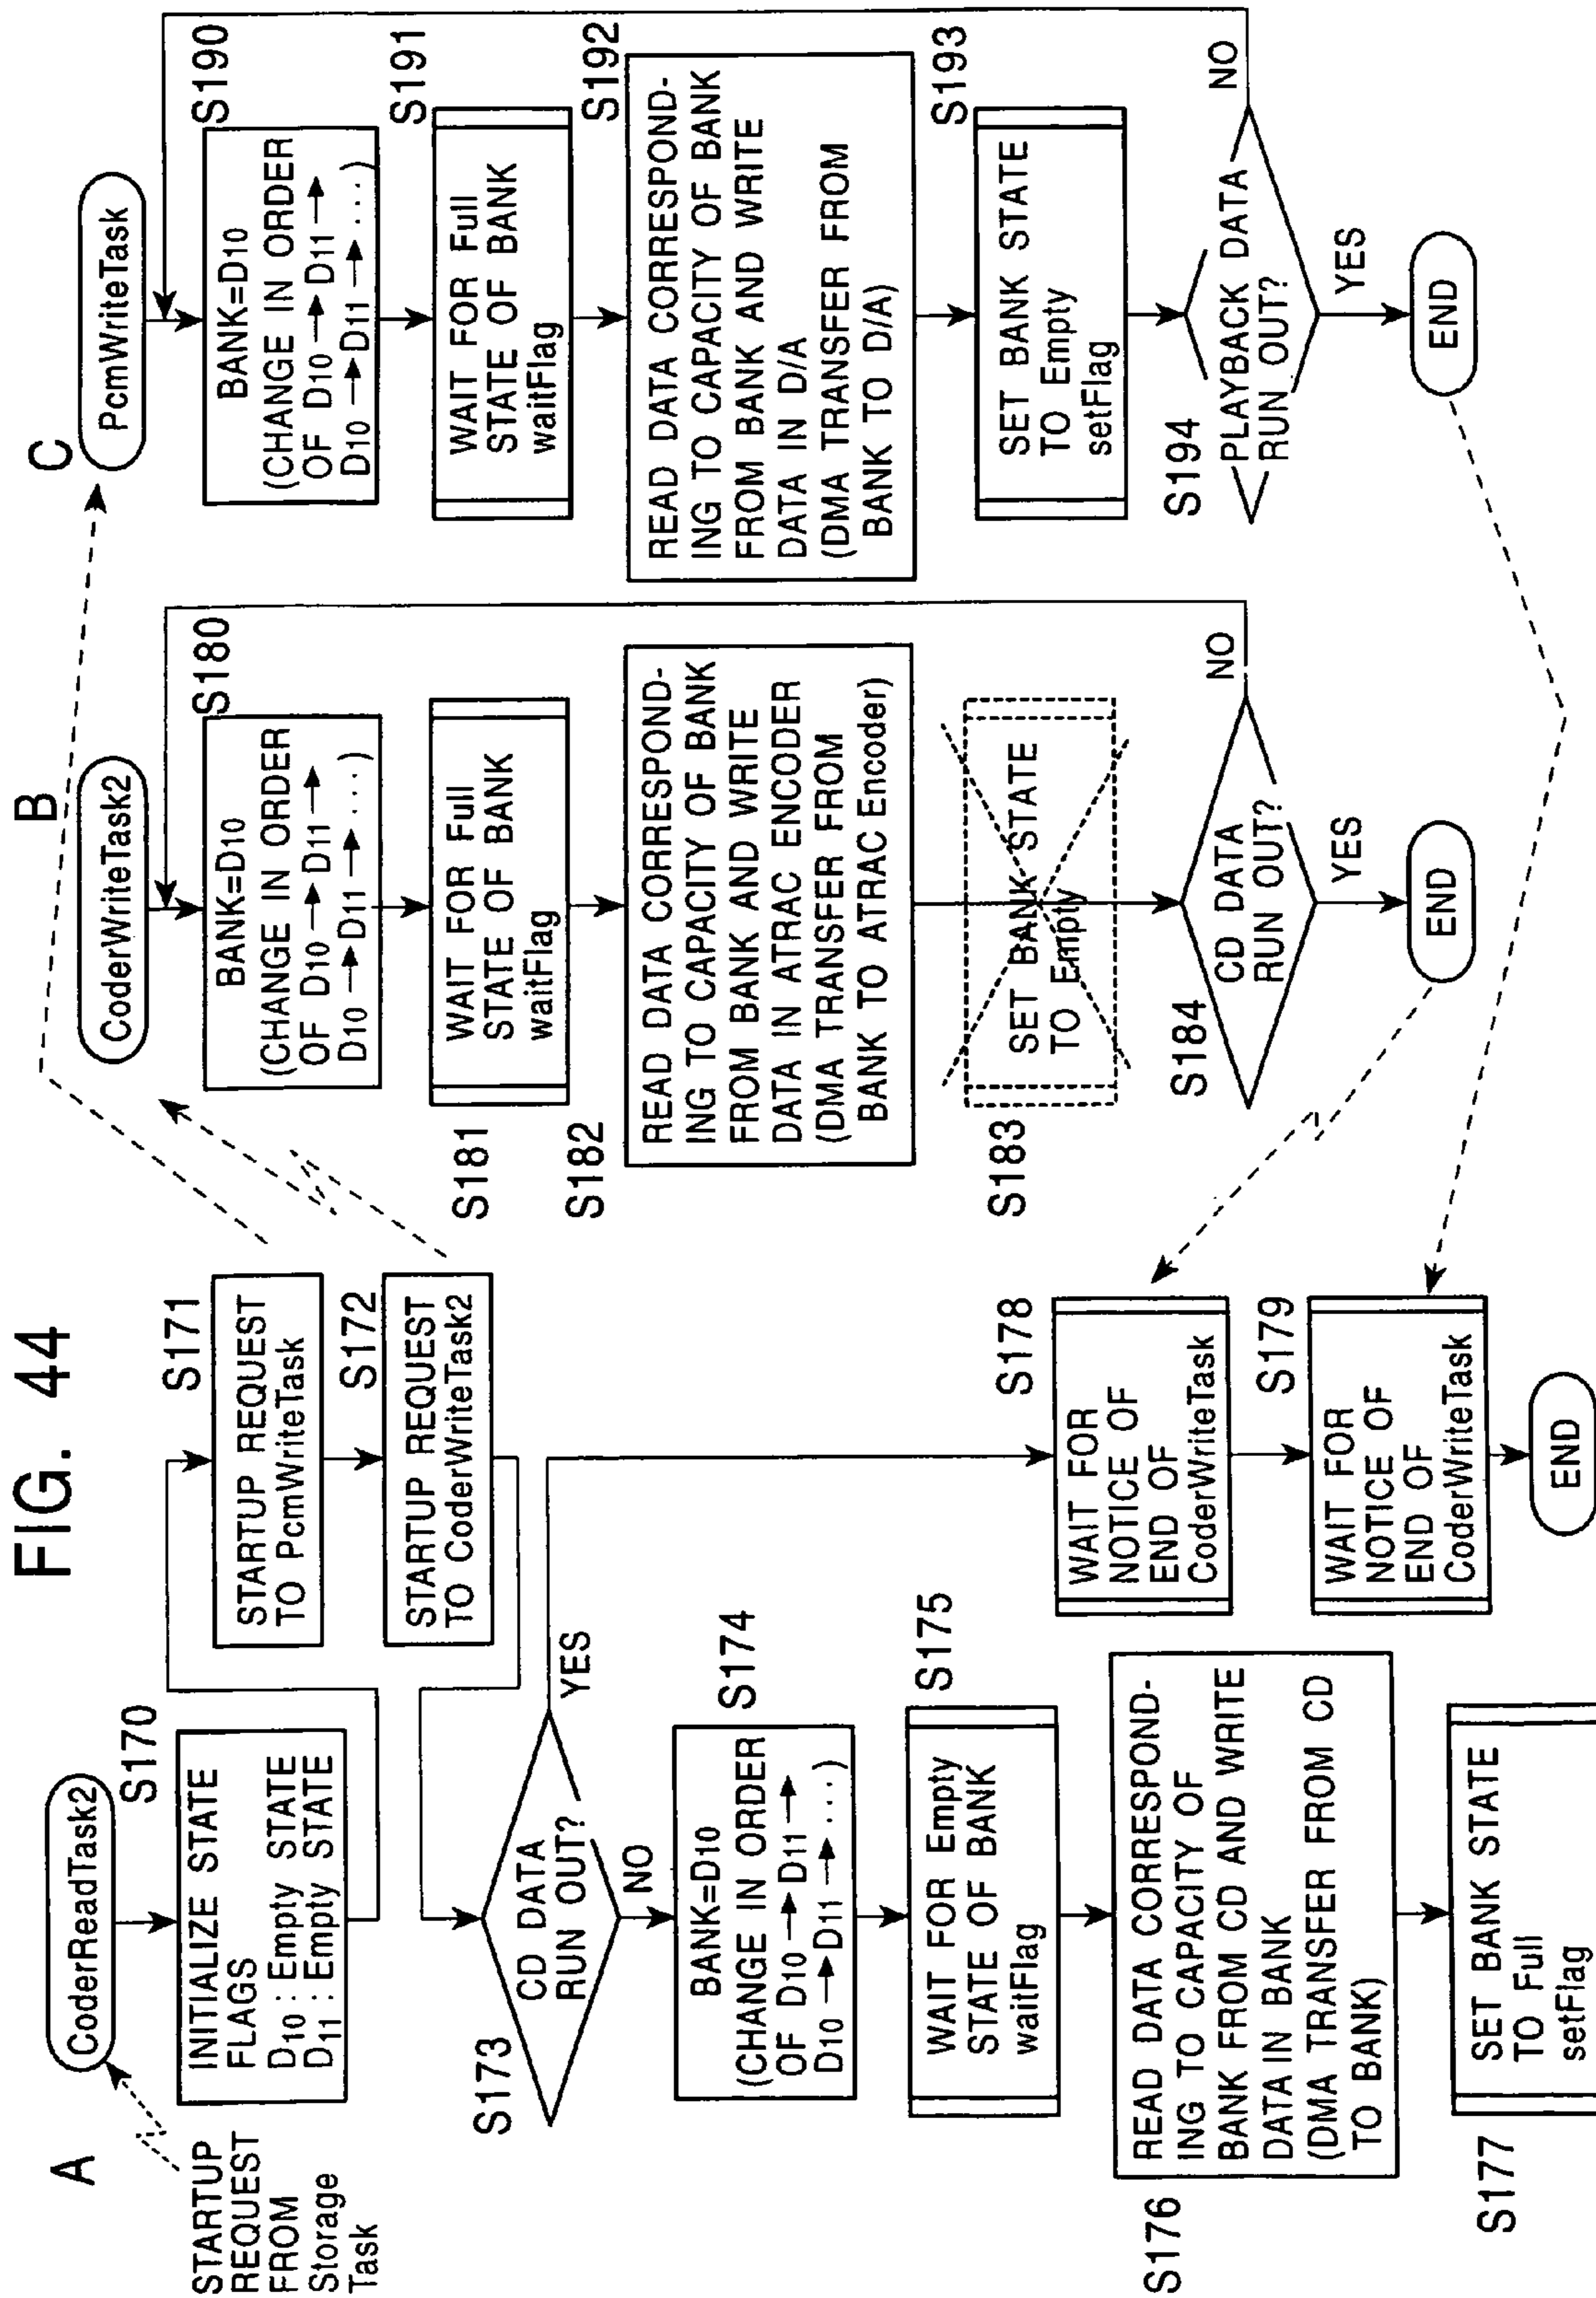 FIG. 44
A
CoderReadTask2
STARTUP
REQUEST
FROM
Storage
Task
S170
INITIALIZE STATE
FLAGS
D10 : Empty STATE
D11 : Empty STATE
S171
STARTUP REQUEST
TO PcmWriteTask
S172
STARTUP REQUEST
TO CoderWriteTask2
S173
CD DATA
RUN OUT?
YES
NO
S174
BANK=D10
(CHANGE IN ORDER
OF D10 → D11 →
D10 → D11 → ...)
S175
WAIT FOR Empty
STATE OF BANK
waitFlag
S176
READ DATA CORRESPOND-
ING TO CAPACITY OF
BANK FROM CD AND WRITE
DATA IN BANK
(DMA TRANSFER FROM CD
TO BANK)
S177
SET BANK STATE
TO Full
setFlag
S178
WAIT FOR
NOTICE OF
END OF
CoderWriteTask
S179
WAIT FOR
NOTICE OF
END OF
CoderWriteTask
END
B
CoderWriteTask2
S180
BANK=D10
(CHANGE IN ORDER
OF D10 → D11 →
D10 → D11 → ...)
S181
WAIT FOR Full
STATE OF BANK
waitFlag
S182
READ DATA CORRESPOND-
ING TO CAPACITY OF BANK
FROM BANK AND WRITE
DATA IN ATRAC ENCODER
(DMA TRANSFER FROM
BANK TO ATRAC Encoder)
S183
SET BANK STATE
TO Empty
S184
CD DATA
RUN OUT?
NO
YES
END
C
PcmWriteTask
S190
BANK=D10
(CHANGE IN ORDER
OF D10 → D11 →
D10 → D11 → ...)
S191
WAIT FOR Full
STATE OF BANK
waitFlag
S192
READ DATA CORRESPOND-
ING TO CAPACITY OF BANK
FROM BANK AND WRITE
DATA IN D/A
(DMA TRANSFER FROM
BANK TO D/A)
S193
SET BANK STATE
TO Empty
setFlag
S194
PLAYBACK DATA
RUN OUT?
NO
YES
END